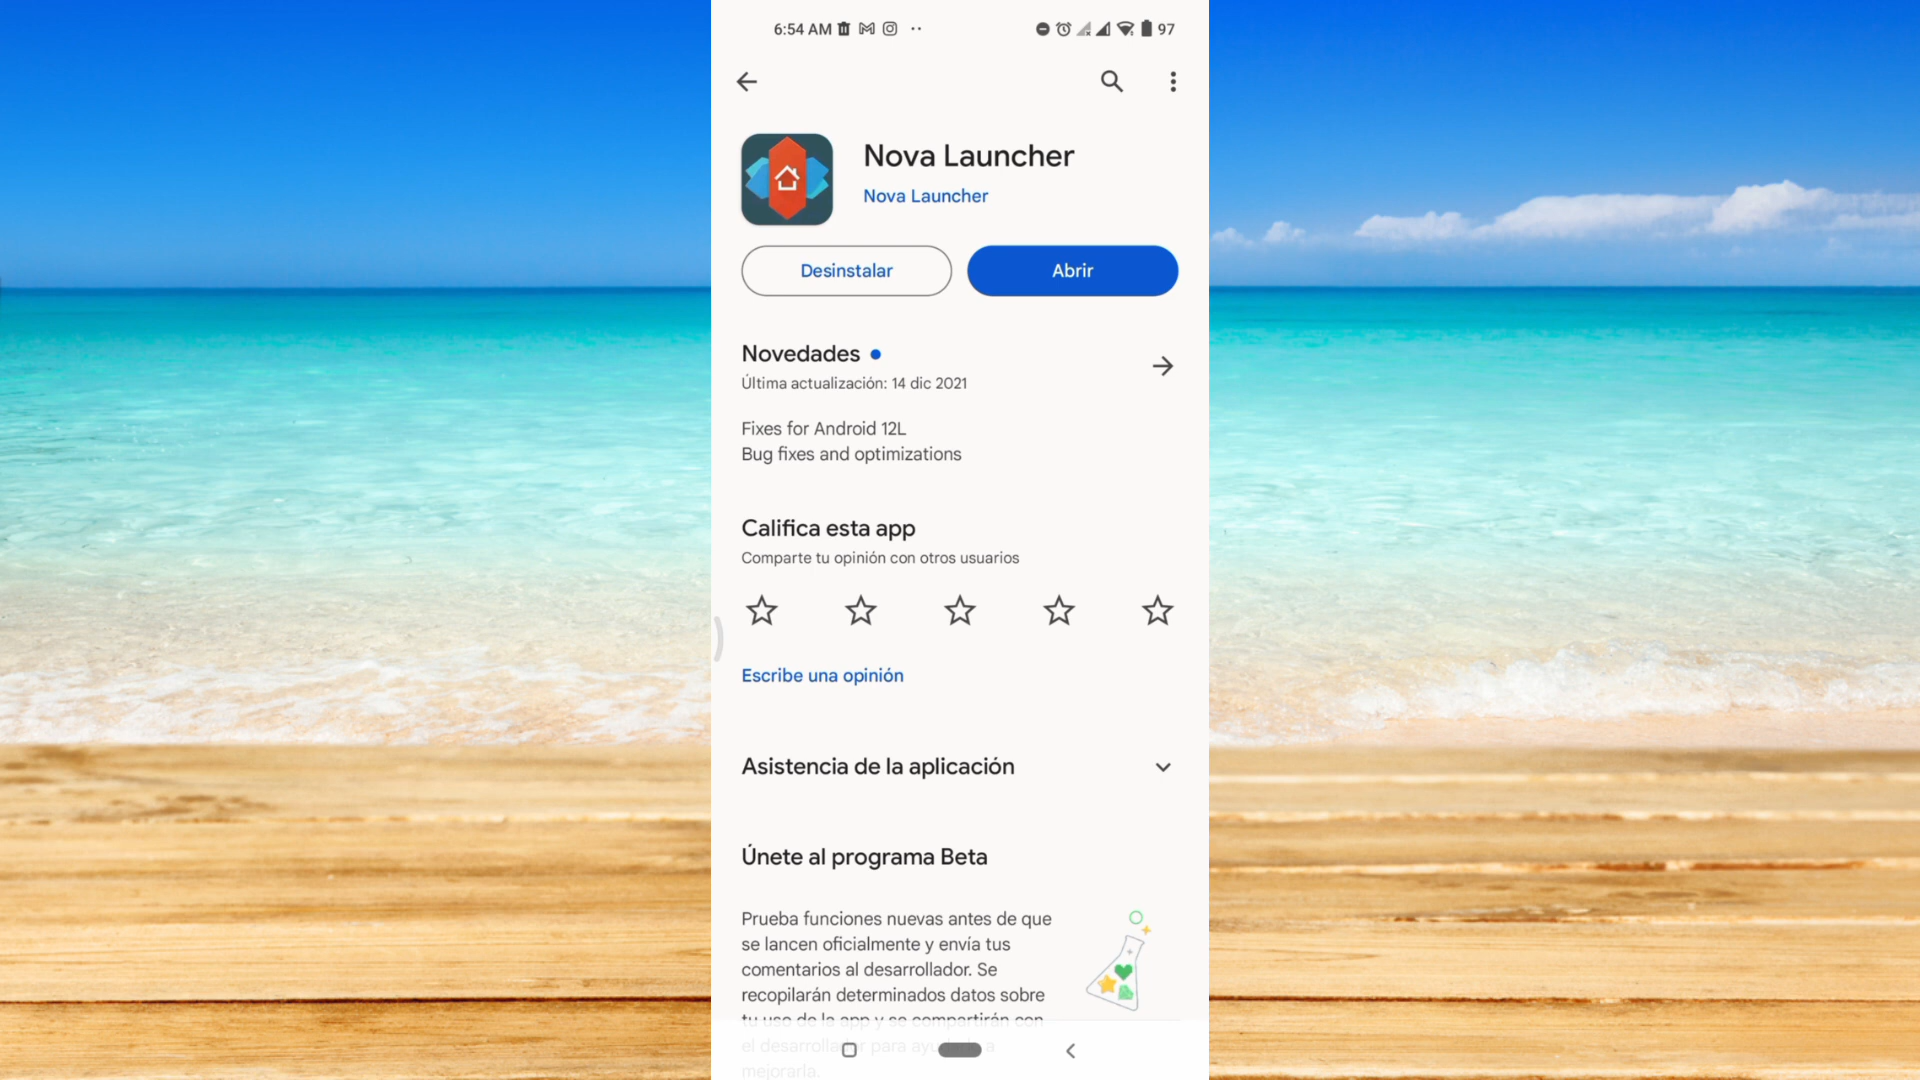 6:54 AM
97
Nova Launcher
Nova Launcher
Desinstalar
Abrir
Novedades
Última actualización: 14 dic 2021
Fixes for Android 12L
Bug fixes and optimizations
Califica esta app
Comparte tu opinión con otros usuarios
Escribe una opinión
Asistencia de la aplicación
Únete al programa Beta
Prueba funciones nuevas antes de que
se lancen oficialmente y envía tus
comentarios al desarrollador. Se
recopilarán determinados datos sobre
tu uso de la app y se compartirán con
el desarrollador para a
mejorarla.